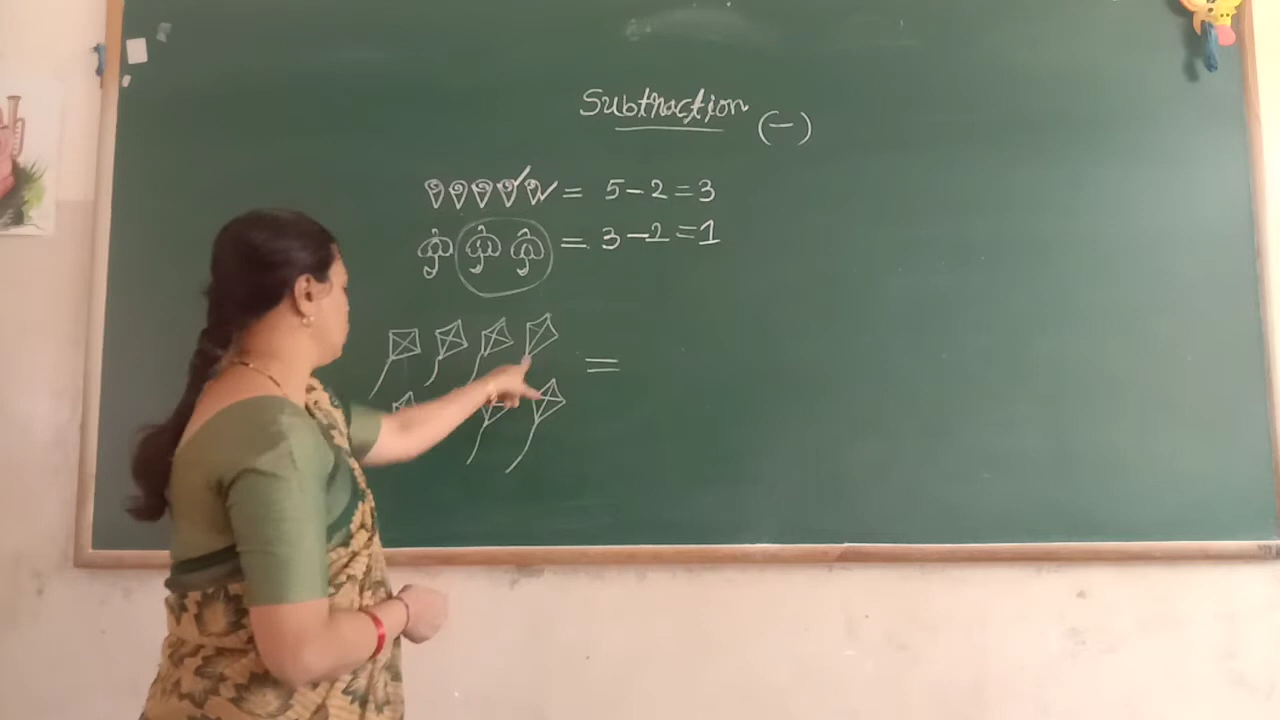 Subtraction (-)
= 5-2=3
= 3-2=1
=